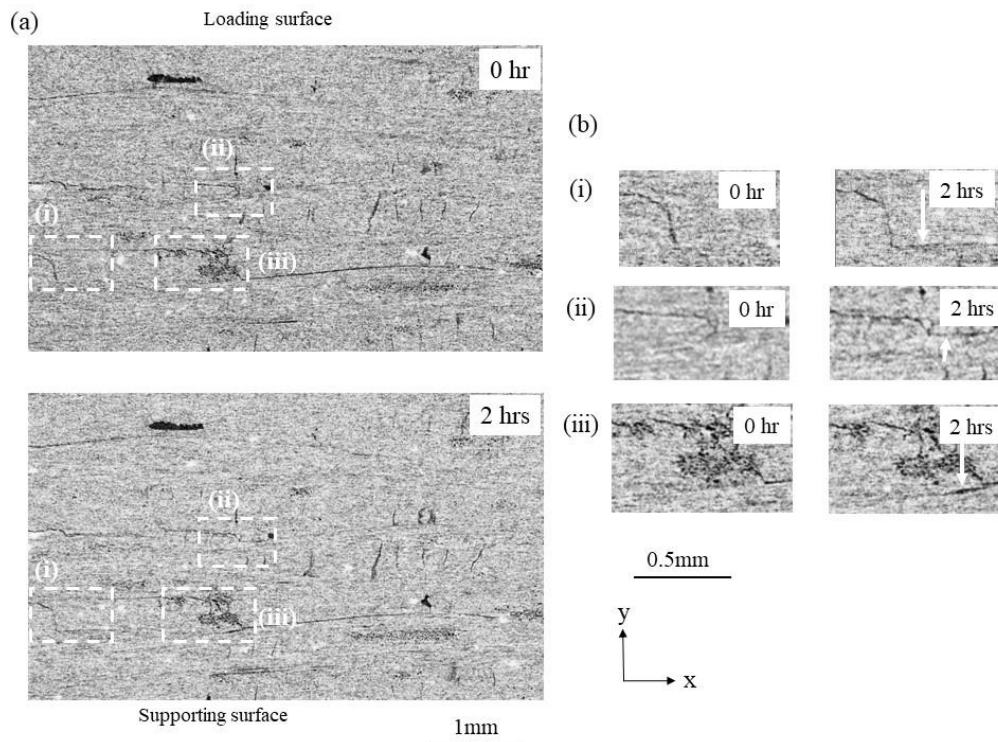 (a)
Loading surface
0 hr
(ii)
(i)
(iii)
2 hrs
(ii)
(i)
(iii)
Supporting surface
1mm
(b)
(i)
0 hr
2 hrs
(ii)
0 hr
2 hrs
(iii)
0 hr
2 hrs
0.5mm
y
x